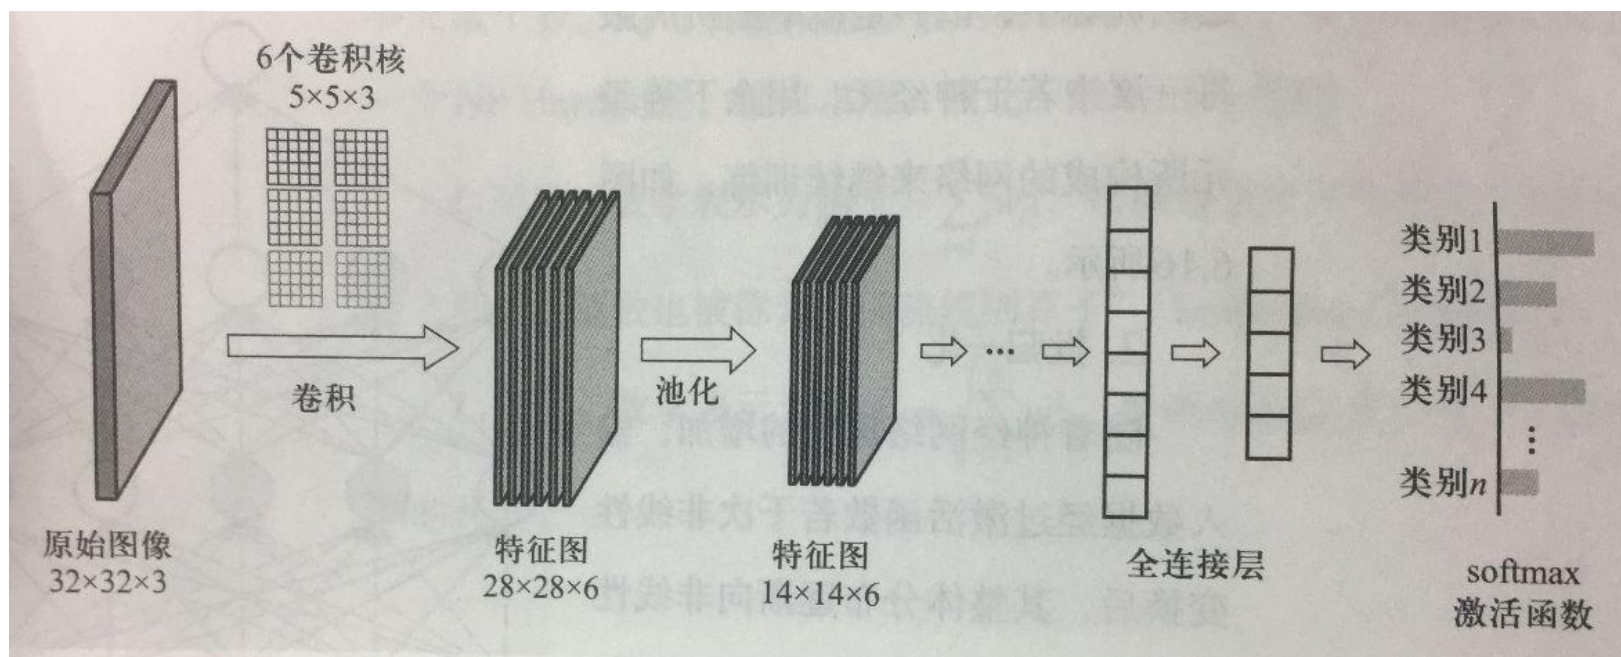 6个卷积核
5×5×3
卷积
池化
...
类别1
类别2
类别3
类别4
⋮
类别n
原始图像
32×32×3
特征图
28×28×6
特征图
14×14×6
全连接层
softmax
激活函数